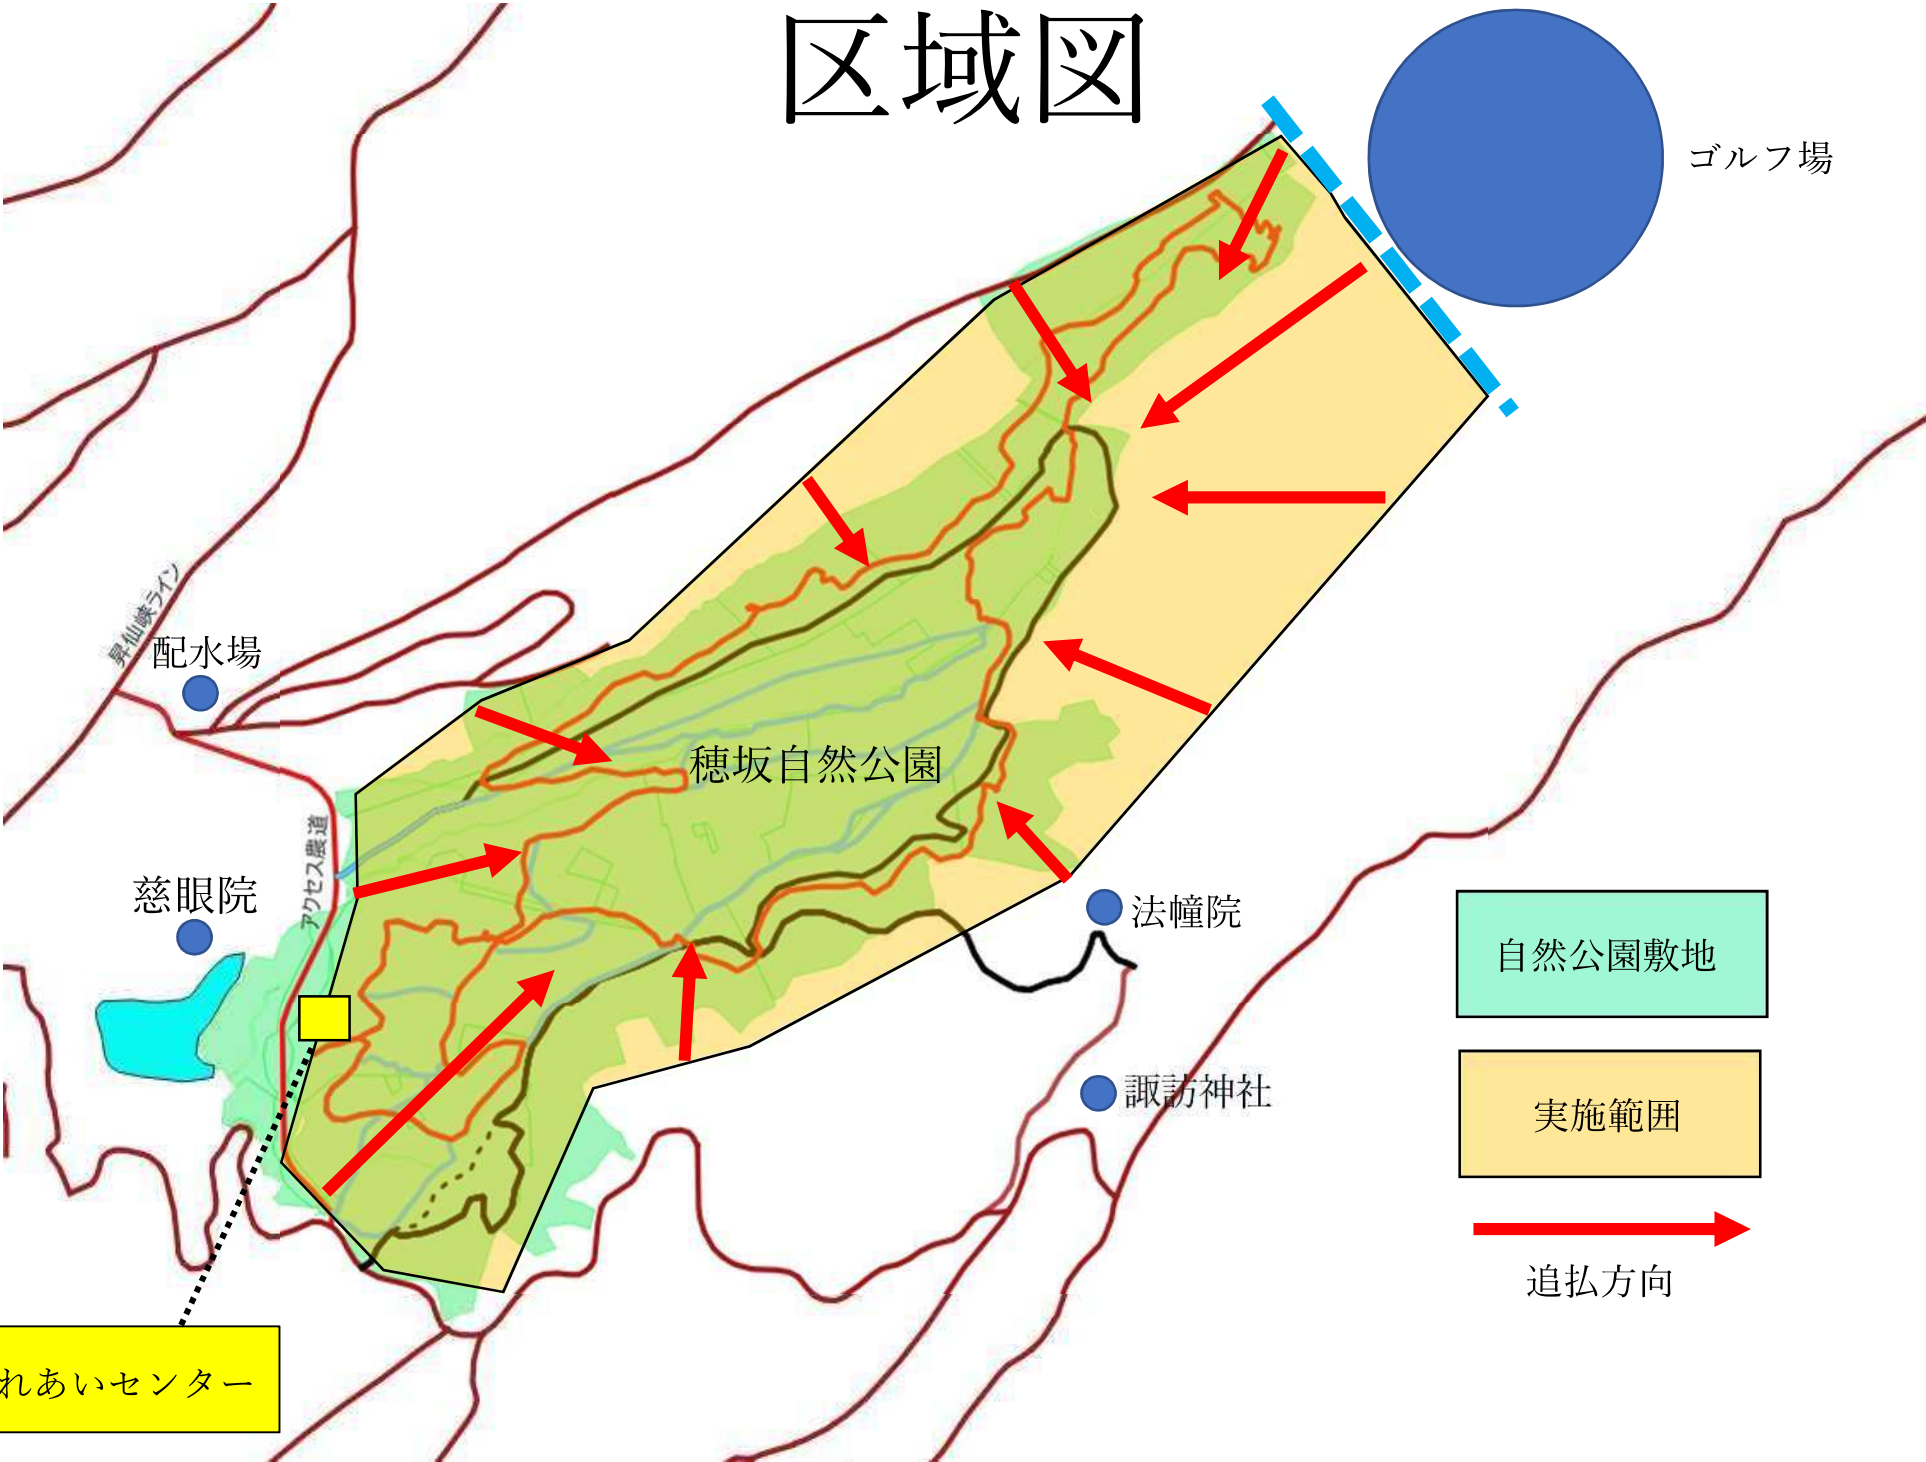 区域図
ゴルフ場
昇仙峡ライン
配水場
穂坂自然公園
アクセス農道
慈眼院
法幢院
自然公園敷地
諏訪神社
実施範囲
追払方向
れあいセンター